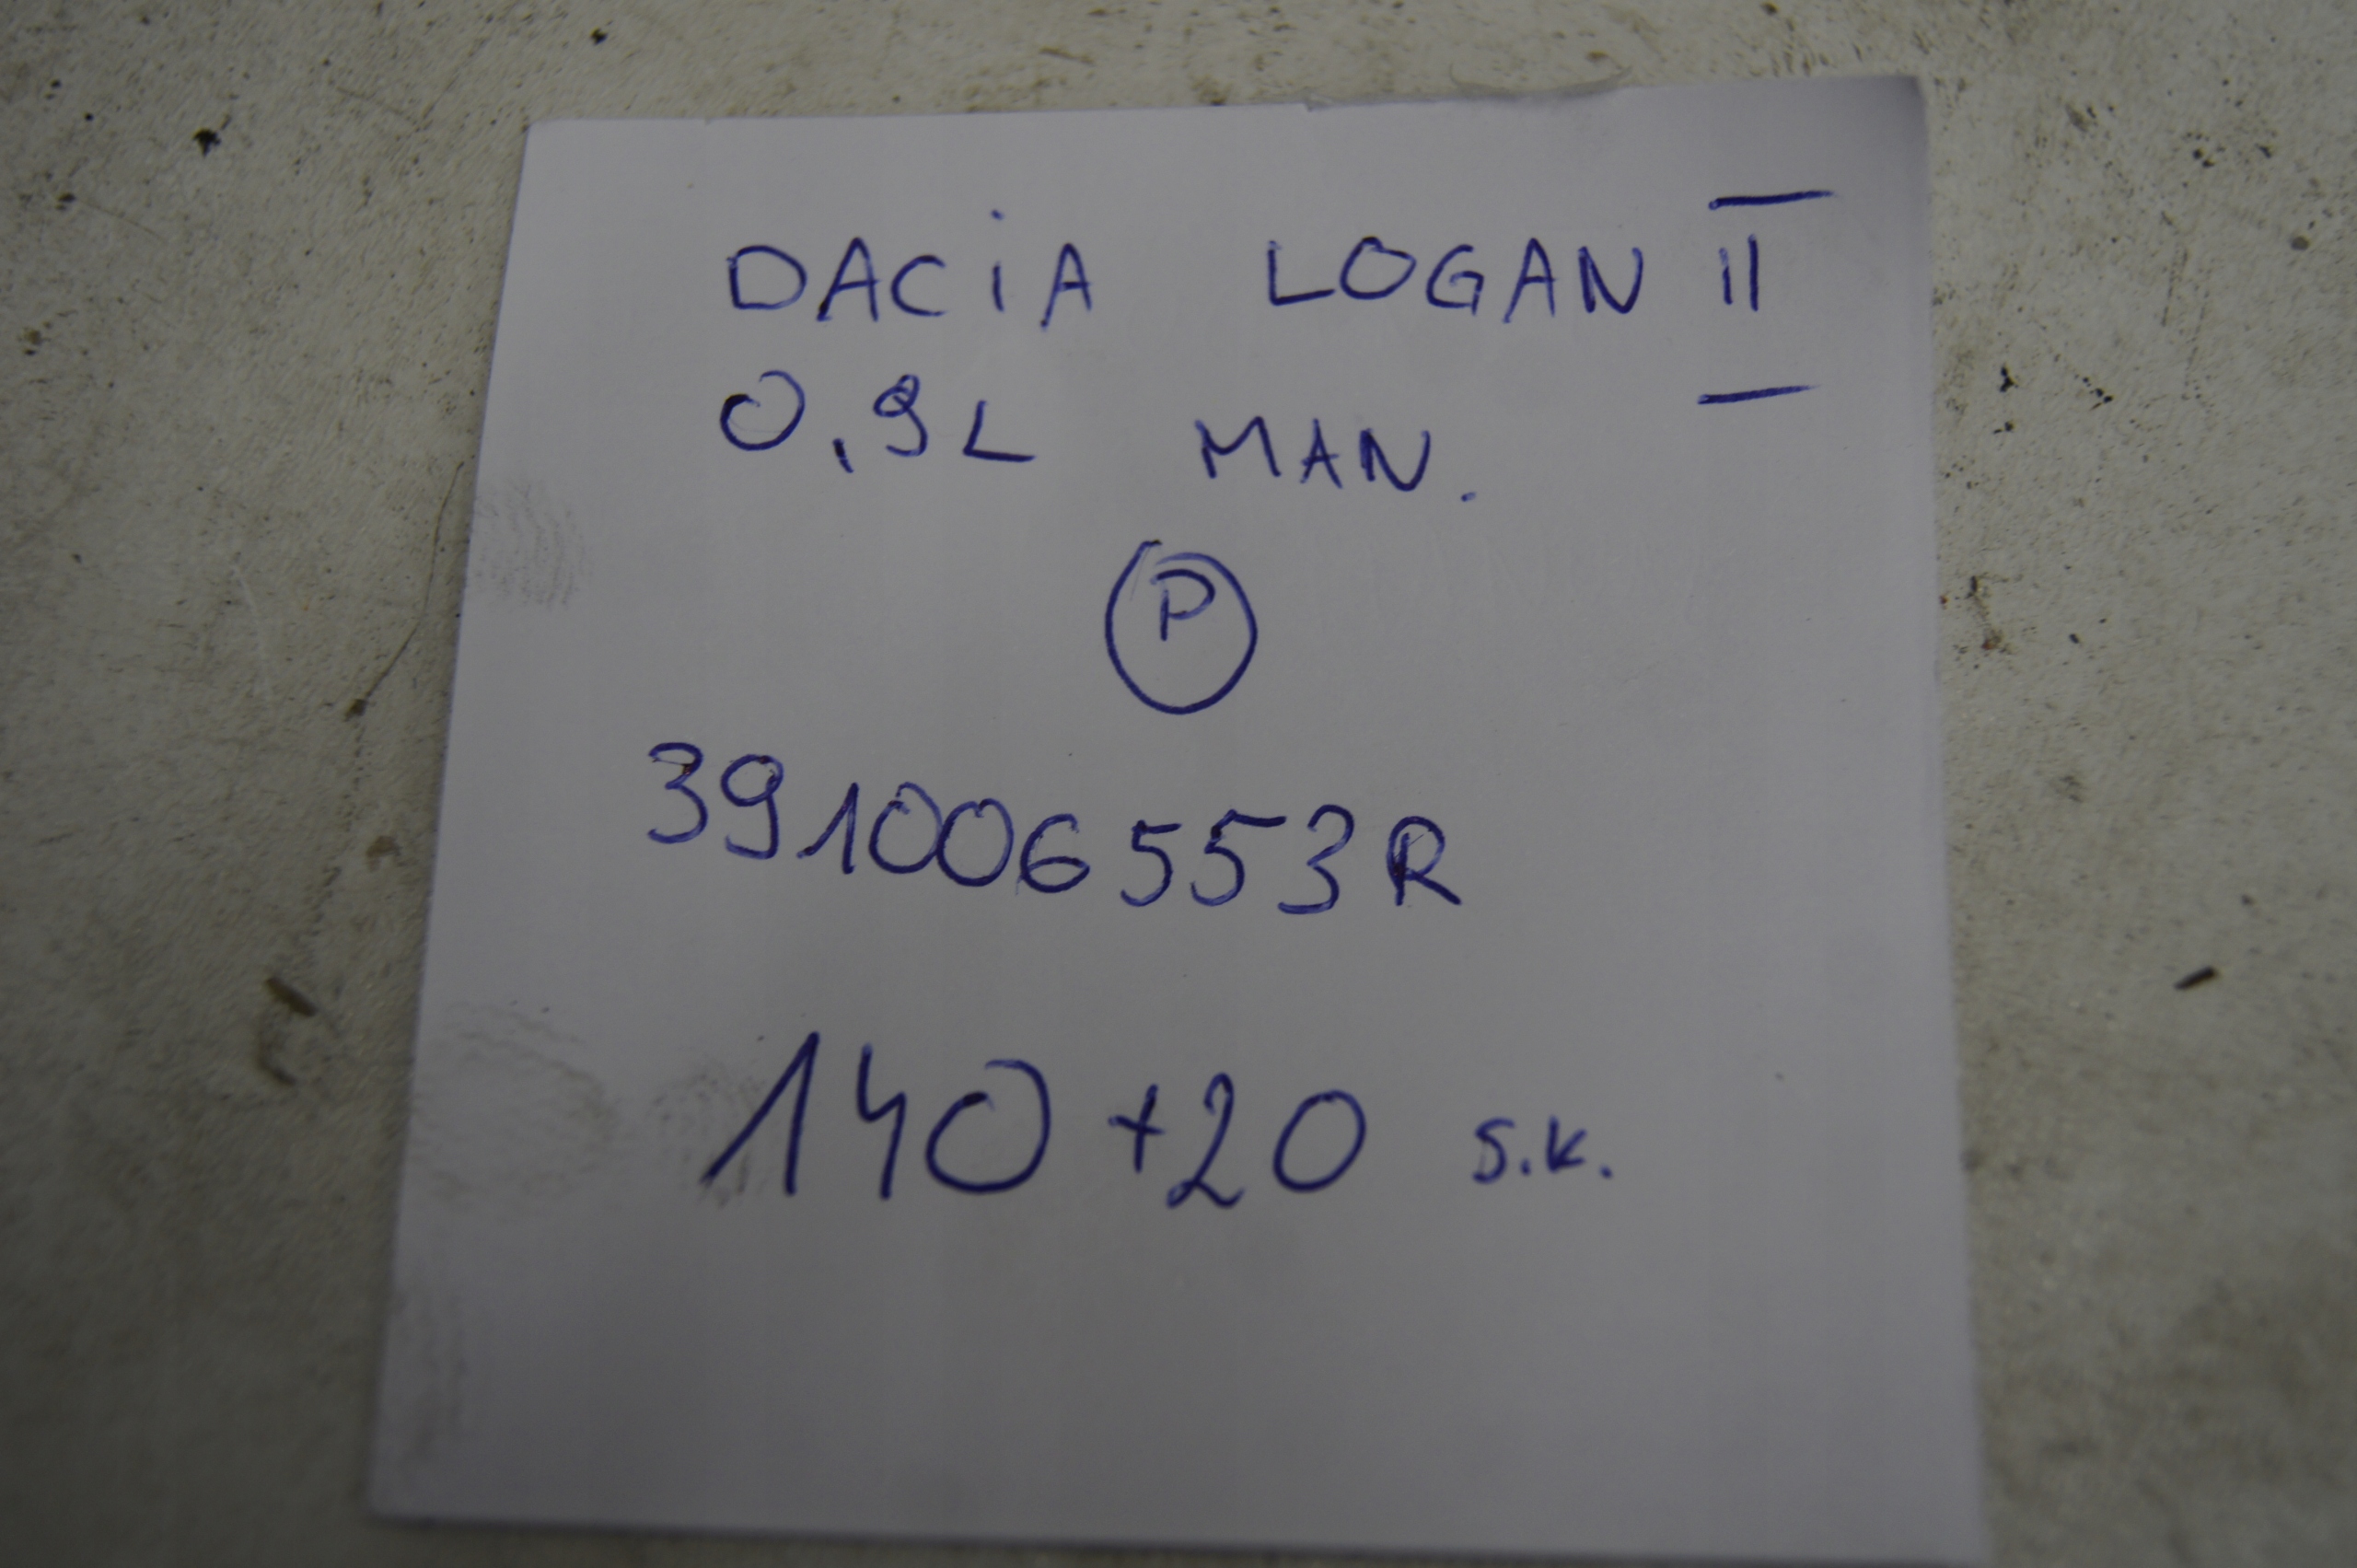 DACiA LOGAN II
0,9L MAN.
P
391006553R
140 +20 s.k.